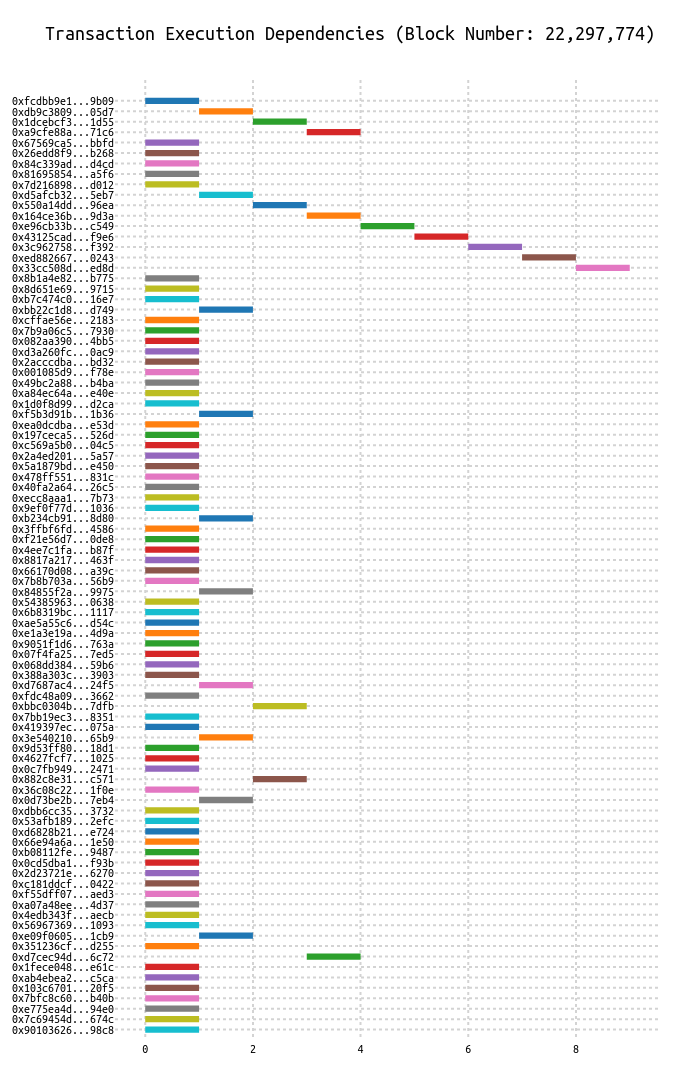 Transaction Execution Dependencies (Block Number: 22,297,774)
0xfcdbb9e1...9b09
0xdb9c3809...05d7
0x1dcebcf3...1d55
0xa9cfe88a...71c6
0x67569ca5...bbfd
0x26edd8f9...b268
0x84c339ad...d4cd
0x81695854...a5f6
0x7d216898...d012
0xd5afcb32...5eb7
0x550a14dd...96ea
0x164ce36b...9d3a
0xe96cb33b...c549
0x43125cad...f9e6
0x3c962758...f392
0xed882667...0243
0x33cc508d...ed8d
0x8b1a4e82...b775
0x8d651e69...9715
0xb7c474c0...16e7
0xbb22c1d8...d749
0xcffae56e...2183
0x7b9a06c5...7930
0x082aa390...4bb5
0xd3a260fc...0ac9
0x2acccdba...bd32
0x001085d9...f78e
0x49bc2a88...b4ba
0xa84ec64a...e40e
0x1d0f8d99...d2ca
0xf5b3d91b...1b36
0xea0dcdba...e53d
0x197ceca5...526d
0xc569a5b0...04c5
0x2a4ed201...5a57
0x5a1879bd...e450
0x478ff551...831c
0x40fa2a64...26c5
0xecc8aaa1...7b73
0x9ef0f77d...1036
0xb234cb91...8d80
0x3ffbf6fd...4586
0xf21e56d7...0de8
0x4ee7c1fa...b87f
0x8817a217...463f
0x66170d08...a39c
0x7b8b703a...56b9
0x84855f2a...9975
0x54385963...0638
0x6b8319bc...1117
0xae5a55c6...d54c
0xe1a3e19a...4d9a
0x9051f1d6...763a
0x07f4fa25...7ed5
0x068dd384...59b6
0x388a303c...3903
0xd7687ac4...24f5
0xfdc48a09...3662
0xbbc0304b...7dfb
0x7bb19ec3...8351
0x419397ec...075a
0x3e540210...65b9
0x9d53ff80...18d1
0x4627fcf7...1025
0x0c7fb949...2471
0x882c8e31...c571
0x36c08c22...1f0e
0x0d73be2b...7eb4
0xdbb6cc35...3732
0x53afb189...2efc
0xd6828b21...e724
0x66e94a6a...1e50
0xb08112fe...9487
0x0cd5dba1...f93b
0x2d23721e...6270
0xc181ddcf...0422
0xf55dff07...aed3
0xa07a48ee...4d37
0x4edb343f...aecb
0x56967369...1093
0xe09f0605...1cb9
0x351236cf...d255
0xd7cec94d...6c72
0x1fece048...e61c
0xab4ebea2...c5ca
0x103c6701...20f5
0x7bfc8c60...b40b
0xe775ea4d...94e0
0x7c69454d...674c
0x90103626...98c8
0 2 4 6 8